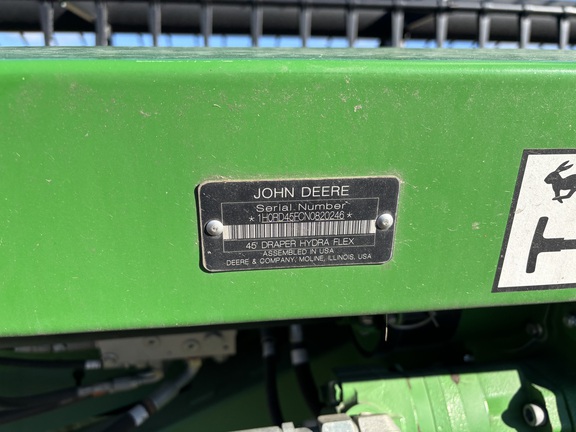 JOHN DEERE
Serial Number
*1H0RD45FCN0820246*
45' DRAPER HYDRA FLEX
ASSEMBLED IN USA
DEERE & COMPANY, MOLINE, ILLINOIS, USA